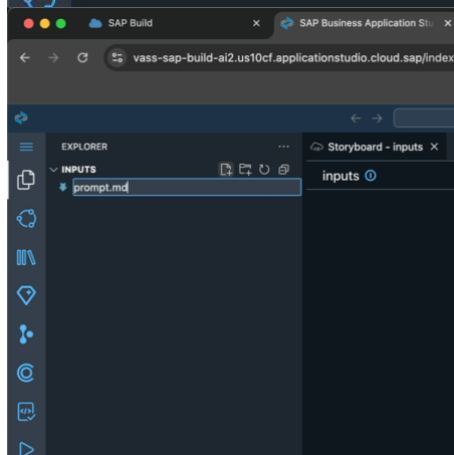 SAP Build
SAP Business Application Stu
vass-sap-build-ai2.us10cf.applicationstudio.cloud.sap/index
EXPLORER
Storyboard - inputs
INPUTS
inputs
prompt.md